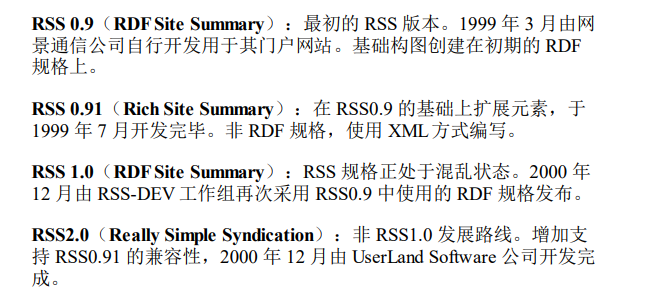 RSS 0.9（RDF Site Summary）：最初的 RSS 版本。1999 年 3 月由网
景通信公司自行开发用于其门户网站。基础构图创建在初期的 RDF
规格上。
RSS 0.91（Rich Site Summary）：在 RSS0.9 的基础上扩展元素，于
1999 年 7 月开发完毕。非 RDF 规格，使用 XML 方式编写。
RSS 1.0（RDF Site Summary）：RSS 规格正处于混乱状态。2000 年
12 月由 RSS-DEV 工作组再次采用 RSS0.9 中使用的 RDF 规格发布。
RSS2.0（Really Simple Syndication）：非 RSS1.0 发展路线。增加支
持 RSS0.91 的兼容性，2000 年 12 月由 UserLand Software 公司开发完
成。